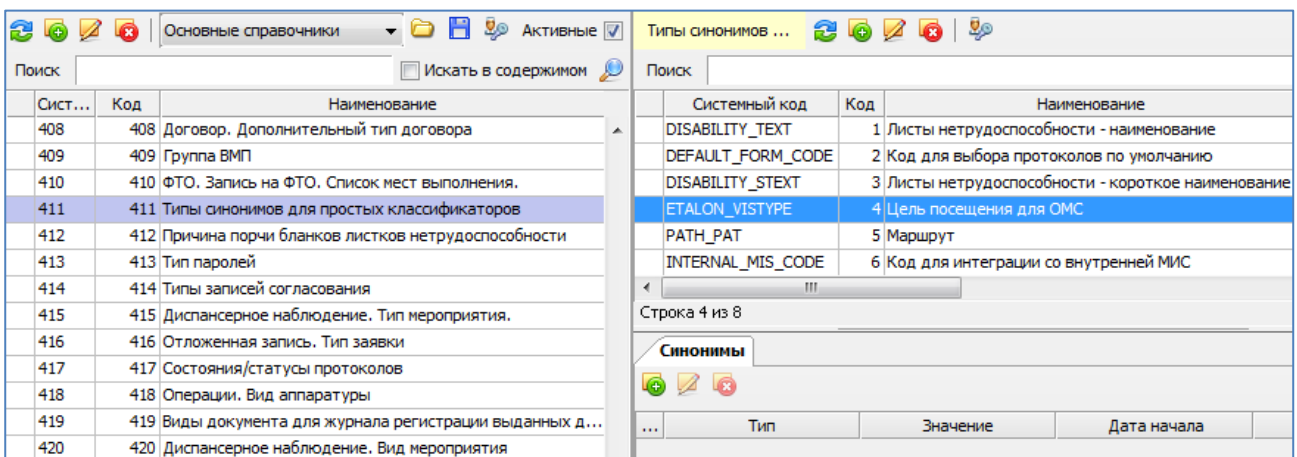 Основные справочники Активные
Поиск Искать в содержимом
Сист... Код Наименование
408 408 Договор. Дополнительный тип договора
409 409 Группа ВМП
410 410 ФТО. Запись на ФТО. Список мест выполнения.
411 411 Типы синонимов для простых классификаторов
412 412 Причина порчи бланков листков нетрудоспособности
413 413 Тип паролей
414 414 Типы записей согласования
415 415 Диспансерное наблюдение. Тип мероприятия.
416 416 Отложенная запись. Тип заявки
417 417 Состояния/статусы протоколов
418 418 Операции. Вид аппаратуры
419 419 Виды документа для журнала регистрации выданных д...
420 420 Диспансерное наблюдение. Вид мероприятия
Типы синонимов ...
Поиск
Системный код Код Наименование
DISABILITY_TEXT 1 Листы нетрудоспособности - наименование
DEFAULT_FORM_CODE 2 Код для выбора протоколов по умолчанию
DISABILITY_STEXT 3 Листы нетрудоспособности - короткое наименование
ETALON_VISTYPE 4 Цель посещения для ОМС
PATH_PAT 5 Маршрут
INTERNAL_MIS_CODE 6 Код для интеграции со внутренней МИС
Строка 4 из 8
Синонимы
... Тип Значение Дата начала